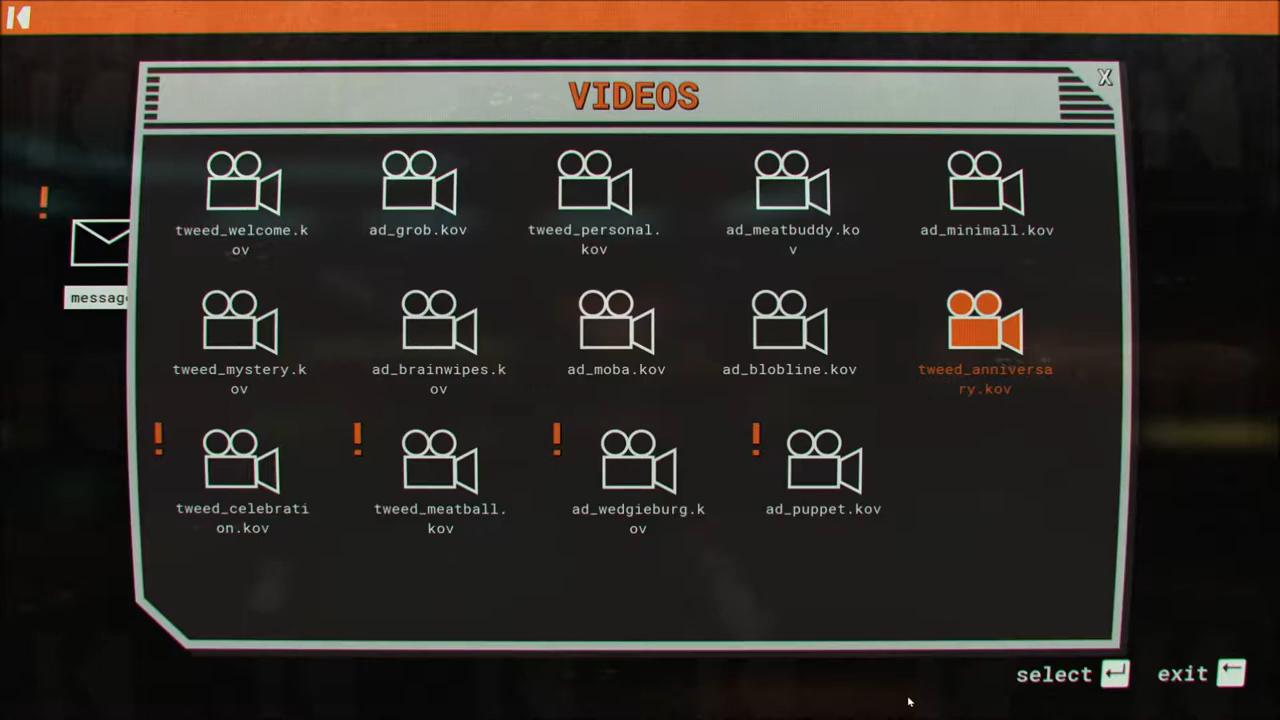 VIDEOS
X
tweed_welcome.k
ov
ad_grob.kov
tweed_personal.
kov
ad_meatbuddy.ko
v
ad_minimall.kov
!
messag
tweed_mystery.k
ov
ad_brainwipes.k
ov
ad_moba.kov
ad_blobline.kov
tweed_anniversa
ry.kov
!
tweed_celebrati
on.kov
!
tweed_meatball.
kov
!
ad_wedgieburg.k
ov
!
ad_puppet.kov
select
exit